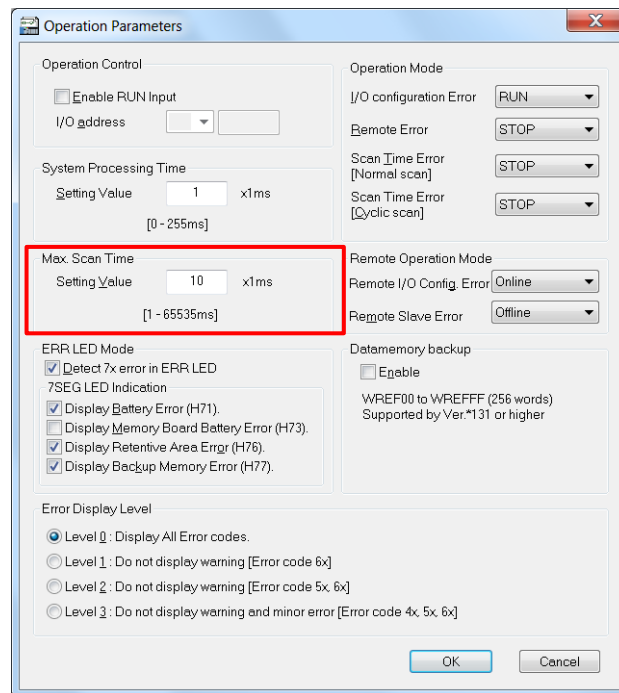 Operation Parameters
Operation Control
Enable RUN Input
I/O address
System Processing Time
Setting Value 1 x1ms
[0 - 255ms]
Max. Scan Time
Setting Value 10 x1ms
[1 - 65535ms]
ERR LED Mode
Detect 7x error in ERR LED
7SEG LED Indication
Display Battery Error (H71).
Display Memory Board Battery Error (H73).
Display Retentive Area Error (H76).
Display Backup Memory Error (H77).
Operation Mode
I/O configuration Error RUN
Remote Error STOP
Scan Time Error
[Normal scan] STOP
Scan Time Error
[Cyclic scan] STOP
Remote Operation Mode
Remote I/O Config. Error Online
Remote Slave Error Offline
Datamemory backup
Enable
WREF00 to WREFFF (256 words)
Supported by Ver.*131 or higher
Error Display Level
Level 0 : Display All Error codes.
Level 1 : Do not display warning [Error code 6x]
Level 2 : Do not display warning [Error code 5x, 6x]
Level 3 : Do not display warning and minor error [Error code 4x, 5x, 6x]
OK Cancel